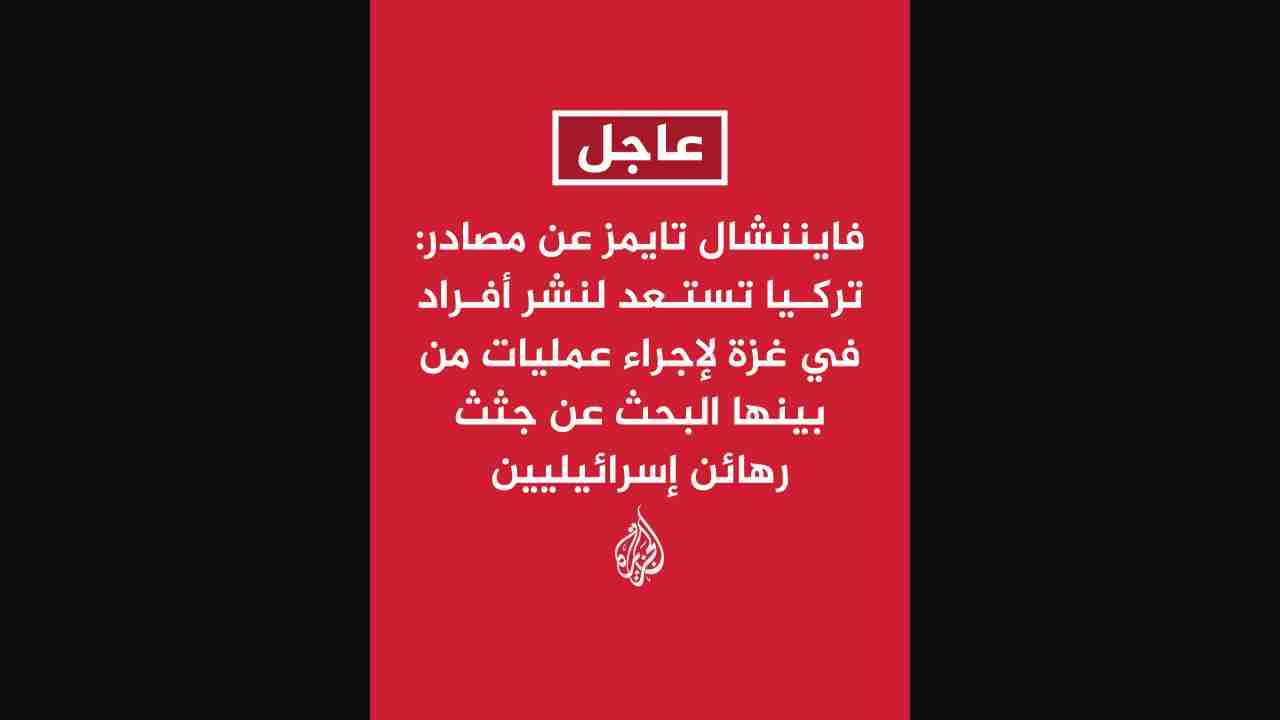 عاجل
فايننشال تايمز عن مصادر:
تركيا تستعد لنشر أفراد
في غزة لإجراء عمليات من
بينها البحث عن جثث
رهائن إسرائيليين
الجزيرة